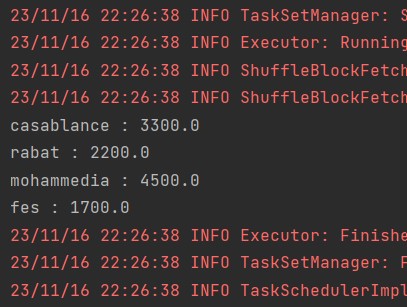 23/11/16 22:26:38 INFO TaskSetManager: S
23/11/16 22:26:38 INFO Executor: Running
23/11/16 22:26:38 INFO ShuffleBlockFetch
23/11/16 22:26:38 INFO ShuffleBlockFetch
casablance : 3300.0
rabat : 2200.0
mohammedia : 4500.0
fes : 1700.0
23/11/16 22:26:38 INFO Executor: Finishe
23/11/16 22:26:38 INFO TaskSetManager: F
23/11/16 22:26:38 INFO TaskSchedulerImpl